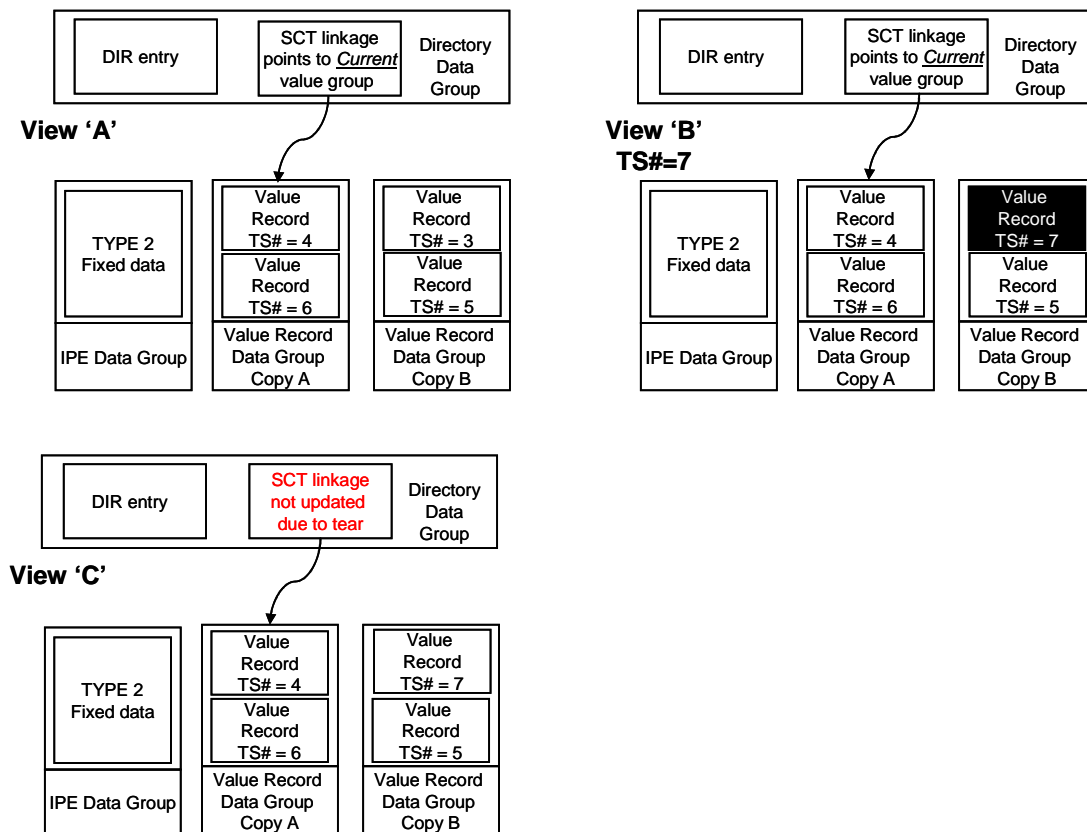 DIR entry
SCT linkage
points to Current
value group
Directory
Data
Group
View ‘A’
TYPE 2
Fixed data
IPE Data Group
Value
Record
TS# = 4
Value
Record
TS# = 6
Value Record
Data Group
Copy A
Value
Record
TS# = 3
Value
Record
TS# = 5
Value Record
Data Group
Copy B
DIR entry
SCT linkage
points to Current
value group
Directory
Data
Group
View ‘B’
TS#=7
TYPE 2
Fixed data
IPE Data Group
Value
Record
TS# = 4
Value
Record
TS# = 6
Value Record
Data Group
Copy A
Value
Record
TS# = 7
Value
Record
TS# = 5
Value Record
Data Group
Copy B
DIR entry
SCT linkage
not updated
due to tear
Directory
Data
Group
View ‘C’
TYPE 2
Fixed data
IPE Data Group
Value
Record
TS# = 4
Value
Record
TS# = 6
Value Record
Data Group
Copy A
Value
Record
TS# = 7
Value
Record
TS# = 5
Value Record
Data Group
Copy B